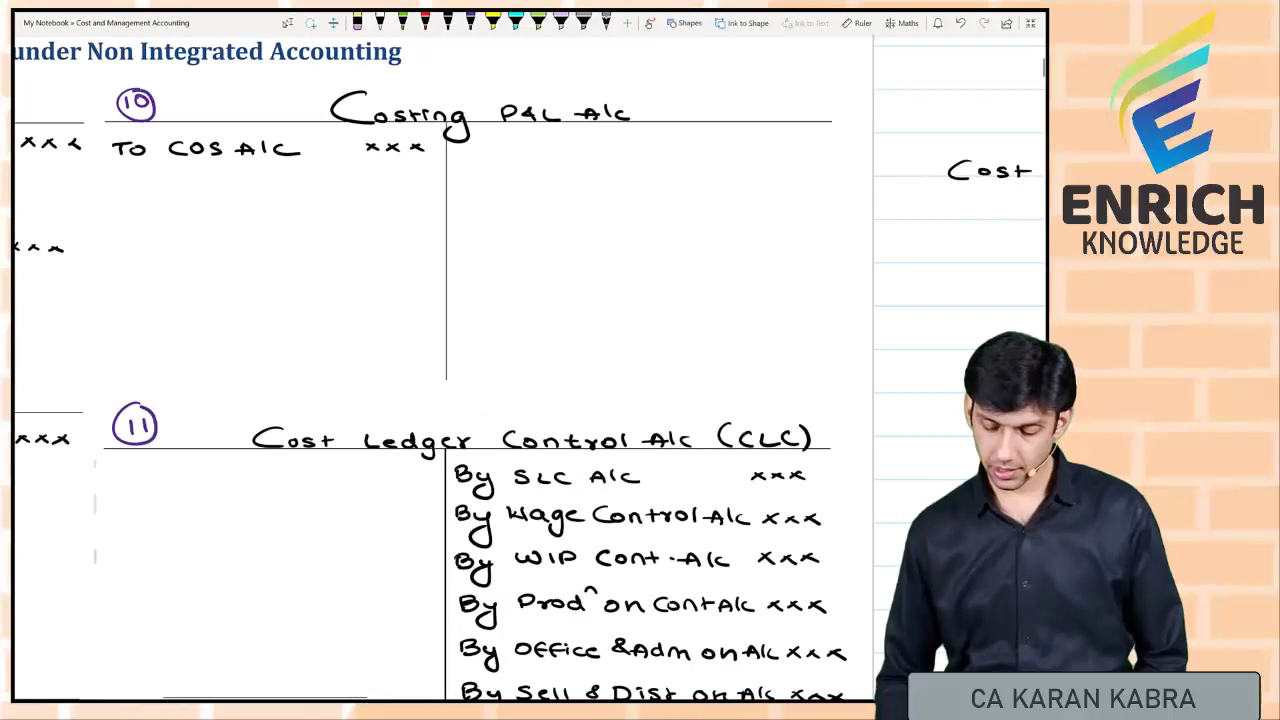 My Notebook » Cost and Management Accounting
Shapes
Ink to Shape
Ink to Text
Ruler
Maths
under Non Integrated Accounting
10
Costing P&L A/c
xxx
To COS A/c xxx
xxx
11
Cost Ledger Control A/c (CLC)
xxx
By SLC A/c xxx
By Wage Control A/c xxx
By WIP Cont. A/c xxx
By Prodn OH Cont A/c xxx
By Office & Adm OH A/c xxx
By Sell & Dist OH A/c xxx
Cost
ENRICH
KNOWLEDGE
CA KARAN KABRA